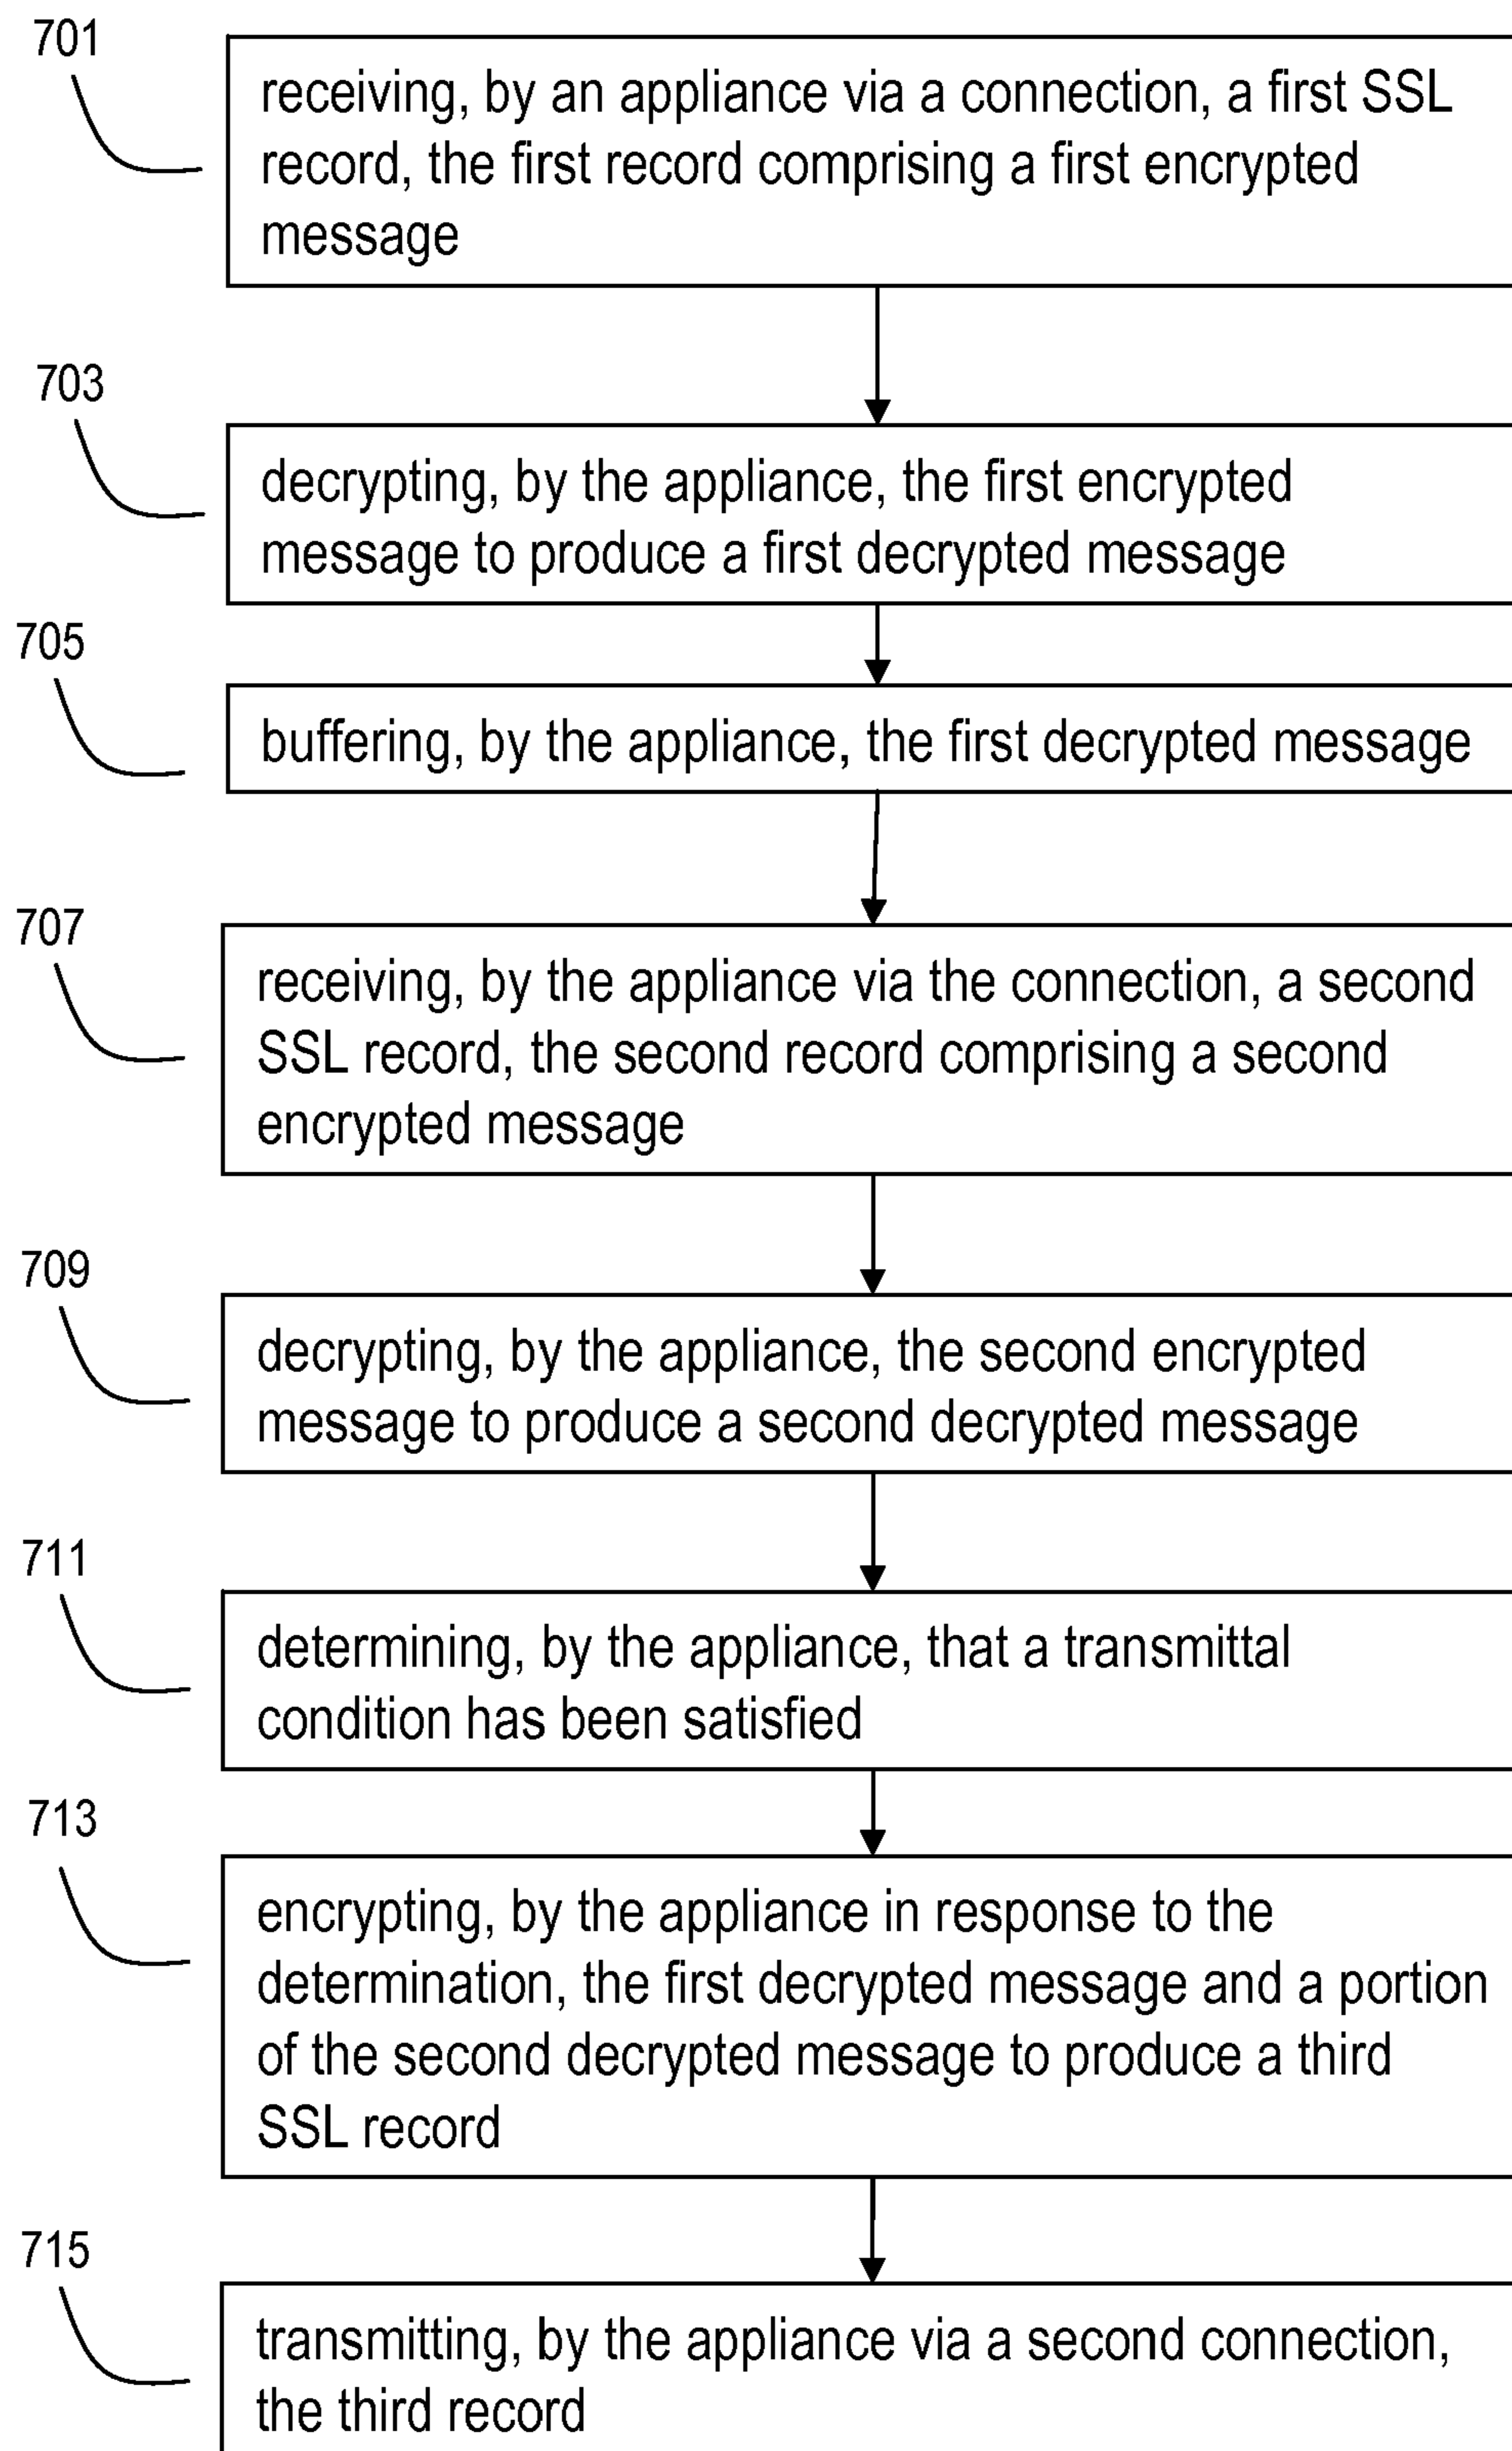 701
receiving, by an appliance via a connection, a first SSL
record, the first record comprising a first encrypted
message
703
decrypting, by the appliance, the first encrypted
message to produce a first decrypted message
705
buffering, by the appliance, the first decrypted message
707
receiving, by the appliance via the connection, a second
SSL record, the second record comprising a second
encrypted message
709
decrypting, by the appliance, the second encrypted
message to produce a second decrypted message
711
determining, by the appliance, that a transmittal
condition has been satisfied
713
encrypting, by the appliance in response to the
determination, the first decrypted message and a portion
of the second decrypted message to produce a third
SSL record
715
transmitting, by the appliance via a second connection,
the third record